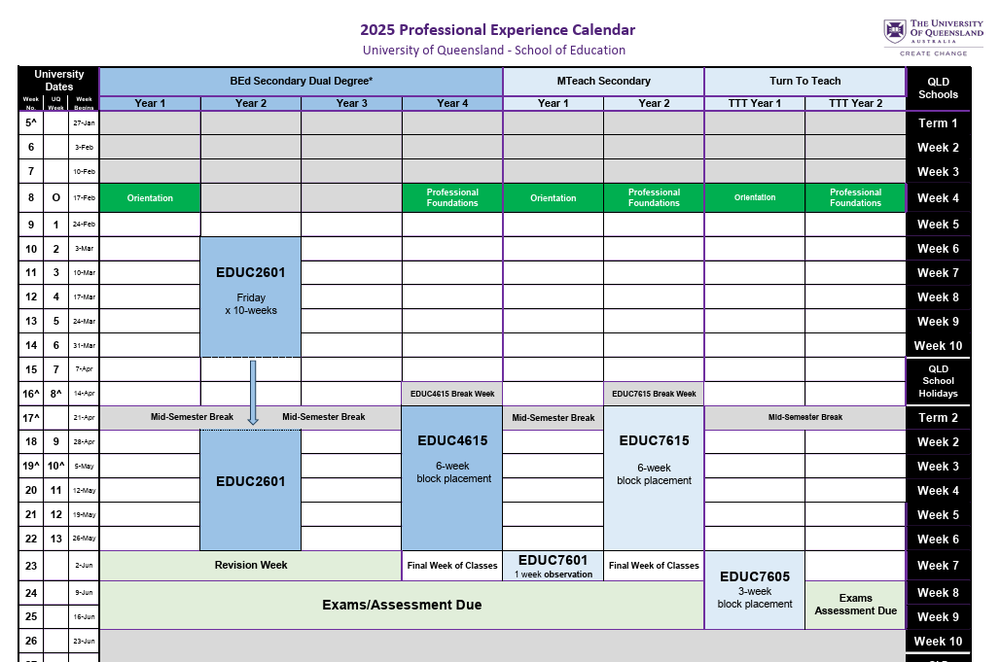 2025 Professional Experience Calendar
University of Queensland - School of Education
THE UNIVERSITY
OF QUEENSLAND
AUSTRALIA
CREATE CHANGE
University
Dates
BEd Secondary Dual Degree*
MTeach Secondary
Turn To Teach
QLD
Schools
Week
No.
UQ
Week
Week
Begins
Year 1
Year 2
Year 3
Year 4
Year 1
Year 2
TTT Year 1
TTT Year 2
5^ 27-Jan Term 1
6 3-Feb Week 2
7 10-Feb Week 3
8 O 17-Feb Orientation Professional Foundations Orientation Professional Foundations Orientation Professional Foundations Week 4
9 1 24-Feb Week 5
10 2 3-Mar Week 6
11 3 10-Mar EDUC2601 Week 7
12 4 17-Mar Friday Week 8
x 10-weeks
13 5 24-Mar Week 9
14 6 31-Mar Week 10
15 7 7-Apr
QLD
School
Holidays
16^ 8^ 14-Apr EDUC4615 Break Week EDUC7615 Break Week
17^ 21-Apr Mid-Semester Break Mid-Semester Break Mid-Semester Break Mid-Semester Break Term 2
18 9 28-Apr EDUC4615 EDUC7615 Week 2
19^ 10^ 5-May Week 3
6-week
block placement
6-week
block placement
20 11 12-May EDUC2601 Week 4
21 12 19-May Week 5
22 13 26-May Week 6
23 2-Jun Revision Week Final Week of Classes EDUC7601 Final Week of Classes Week 7
1 week observation
EDUC7605
3-week
block placement
24 9-Jun Week 8
Exams/Assessment Due
Exams
Assessment Due
25 16-Jun Week 9
26 23-Jun Week 10